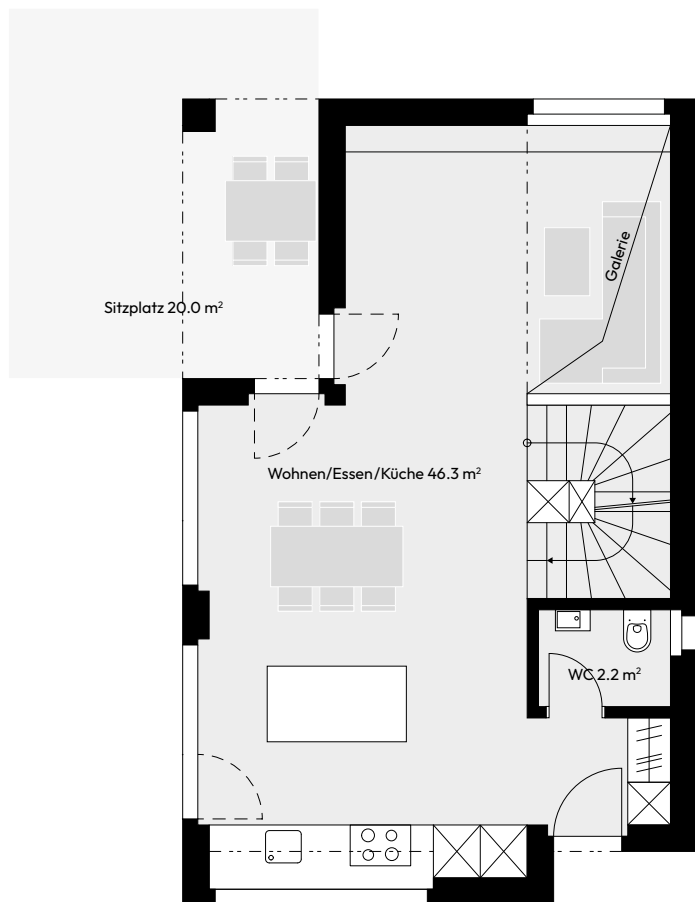 Galerie
Sitzplatz 20.0 m²
Wohnen/Essen/Küche 46.3 m²
WC 2.2 m²